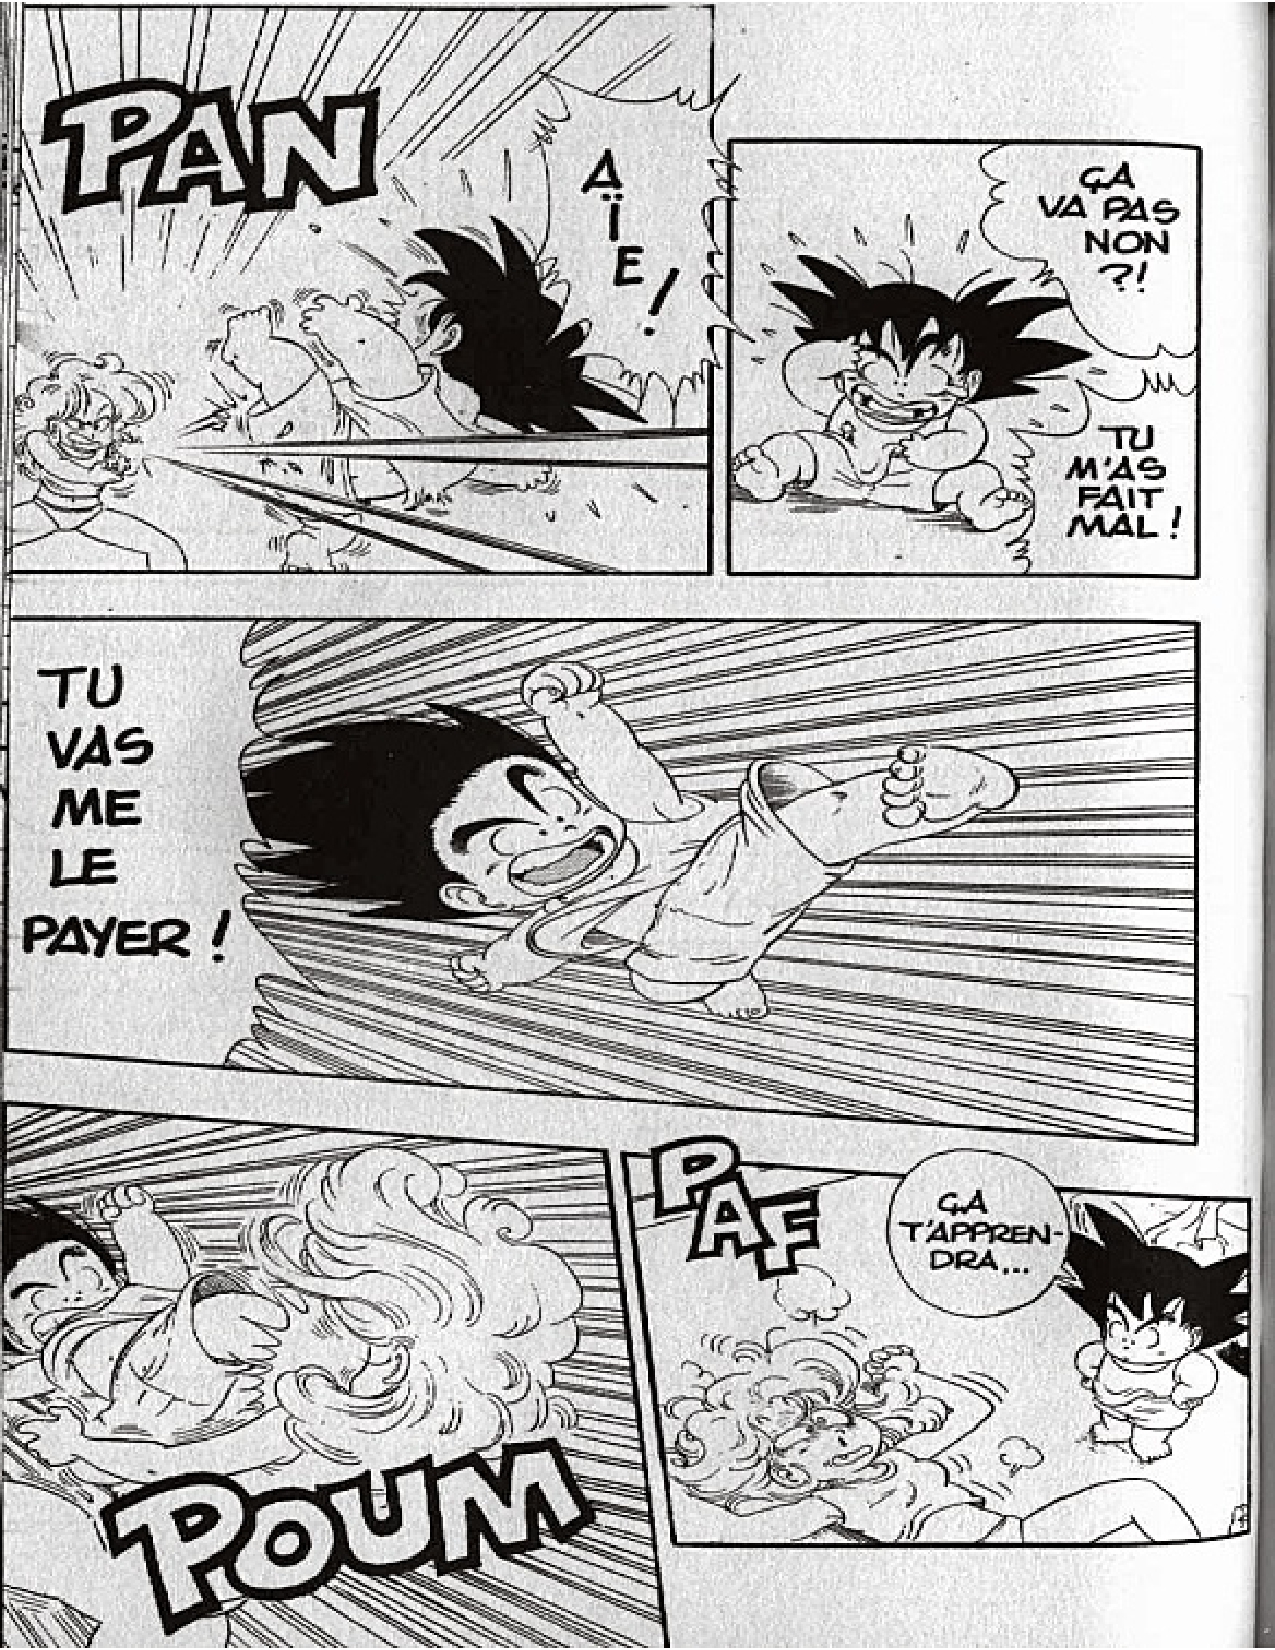 PAN
AÏE!
ÇA
VA PAS
NON
?!
TU
M'AS
FAIT
MAL!
TU
VAS
ME
LE
PAYER!
POUM
PAF
ÇA
T'APPREN-
DRA...